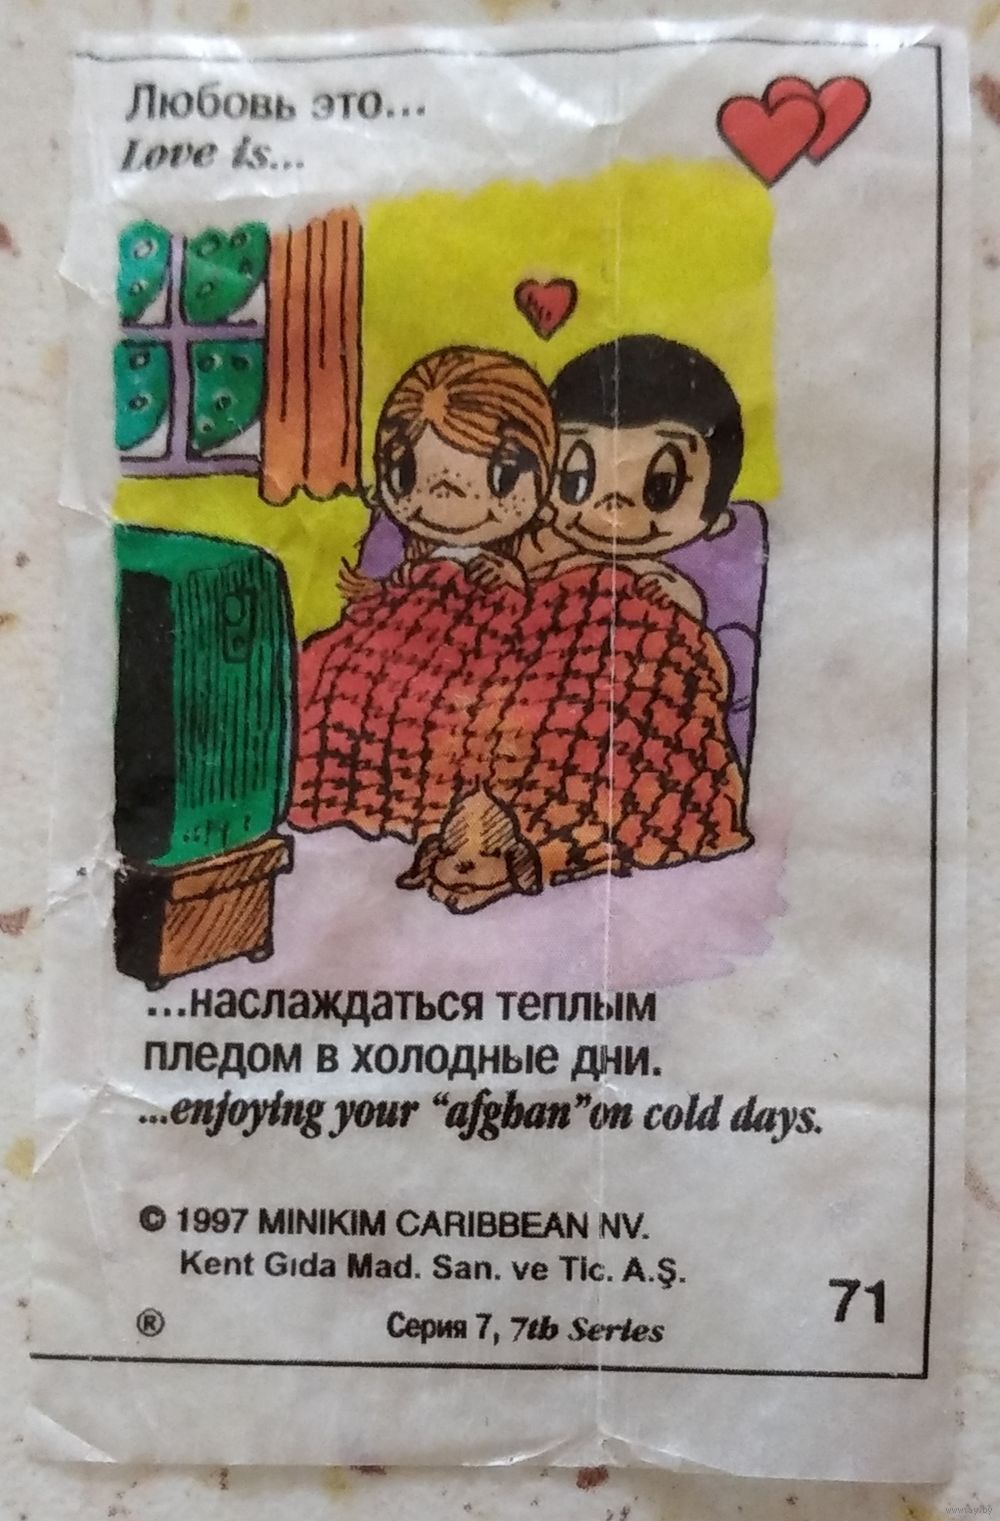 Любовь это...
Love is...
...наслаждаться теплым
пледом в холодные дни.
...enjoying your “afghan”on cold days.
© 1997 MINIKIM CARIBBEAN NV.
Kent Gıda Mad. San. ve Tic. A.Ş.
71
® Серия 7, 7th Series